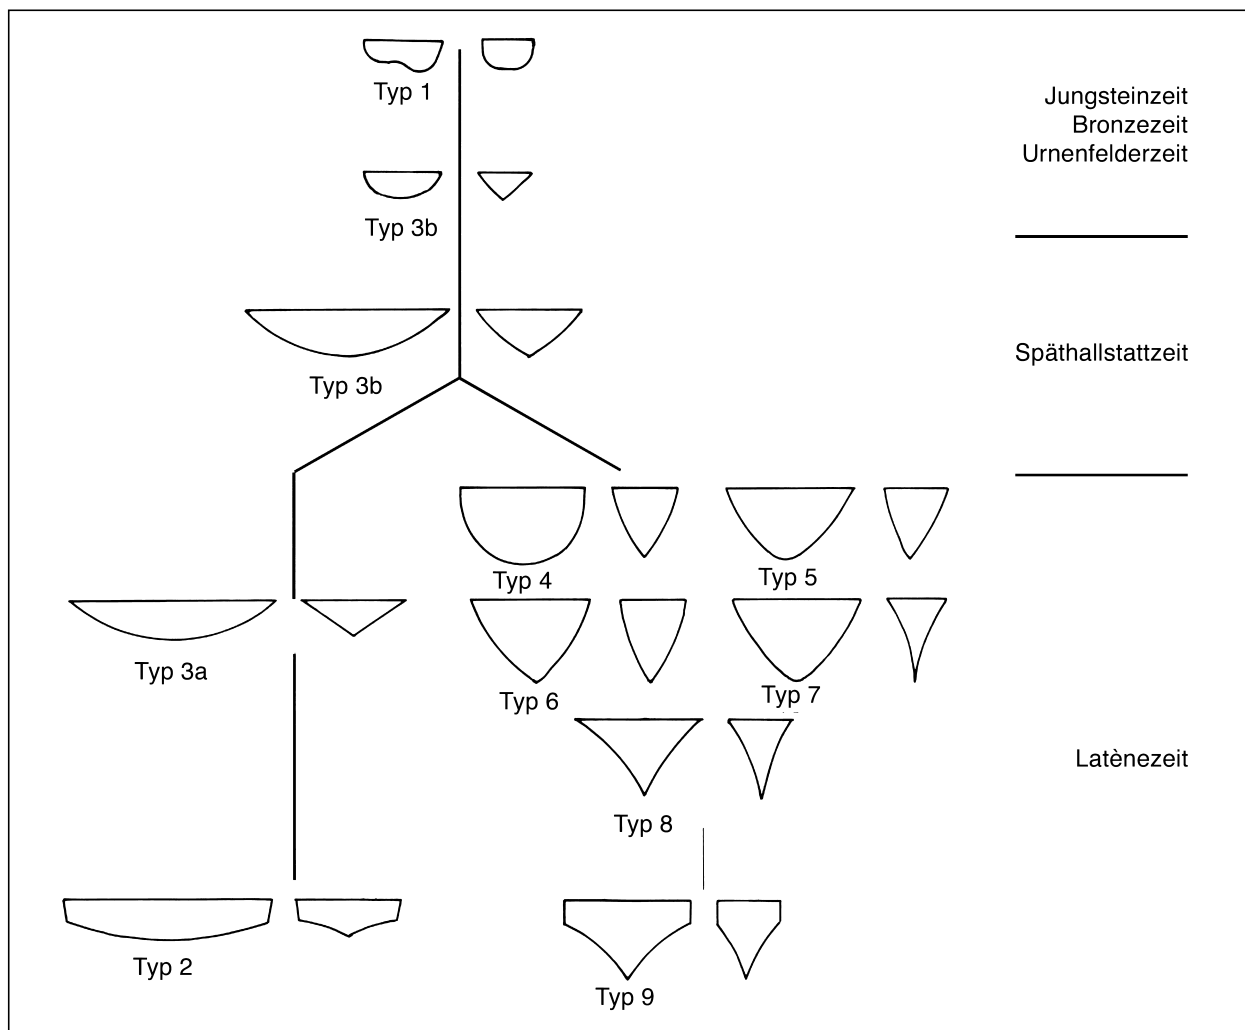 Typ 1
Jungsteinzeit
Bronzezeit
Urnenfelderzeit
Typ 3b
Späthallstattzeit
Typ 3b
Typ 4
Typ 5
Typ 3a
Typ 6
Typ 7
Latènezeit
Typ 8
Typ 2
Typ 9